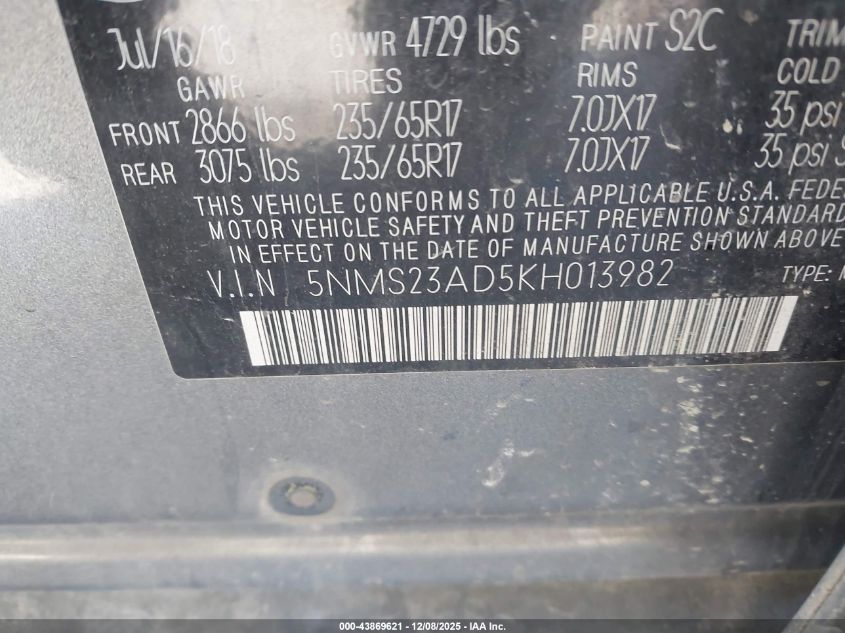 Jul/16/18 GVWR 4729 lbs PAINT S2C TRIM
GAWR TIRES RIMS COLD
FRONT 2866 lbs 235/65R17 7.0JX17 35 psi
REAR 3075 lbs 235/65R17 7.0JX17 35 psi S
THIS VEHICLE CONFORMS TO ALL APPLICABLE U.S.A. FEDE
MOTOR VEHICLE SAFETY AND THEFT PREVENTION STANDARD
IN EFFECT ON THE DATE OF MANUFACTURE SHOWN ABOVE
V.I.N 5NMS23AD5KH013982 TYPE:
000-43869621 | 12/08/2025 - IAA Inc.